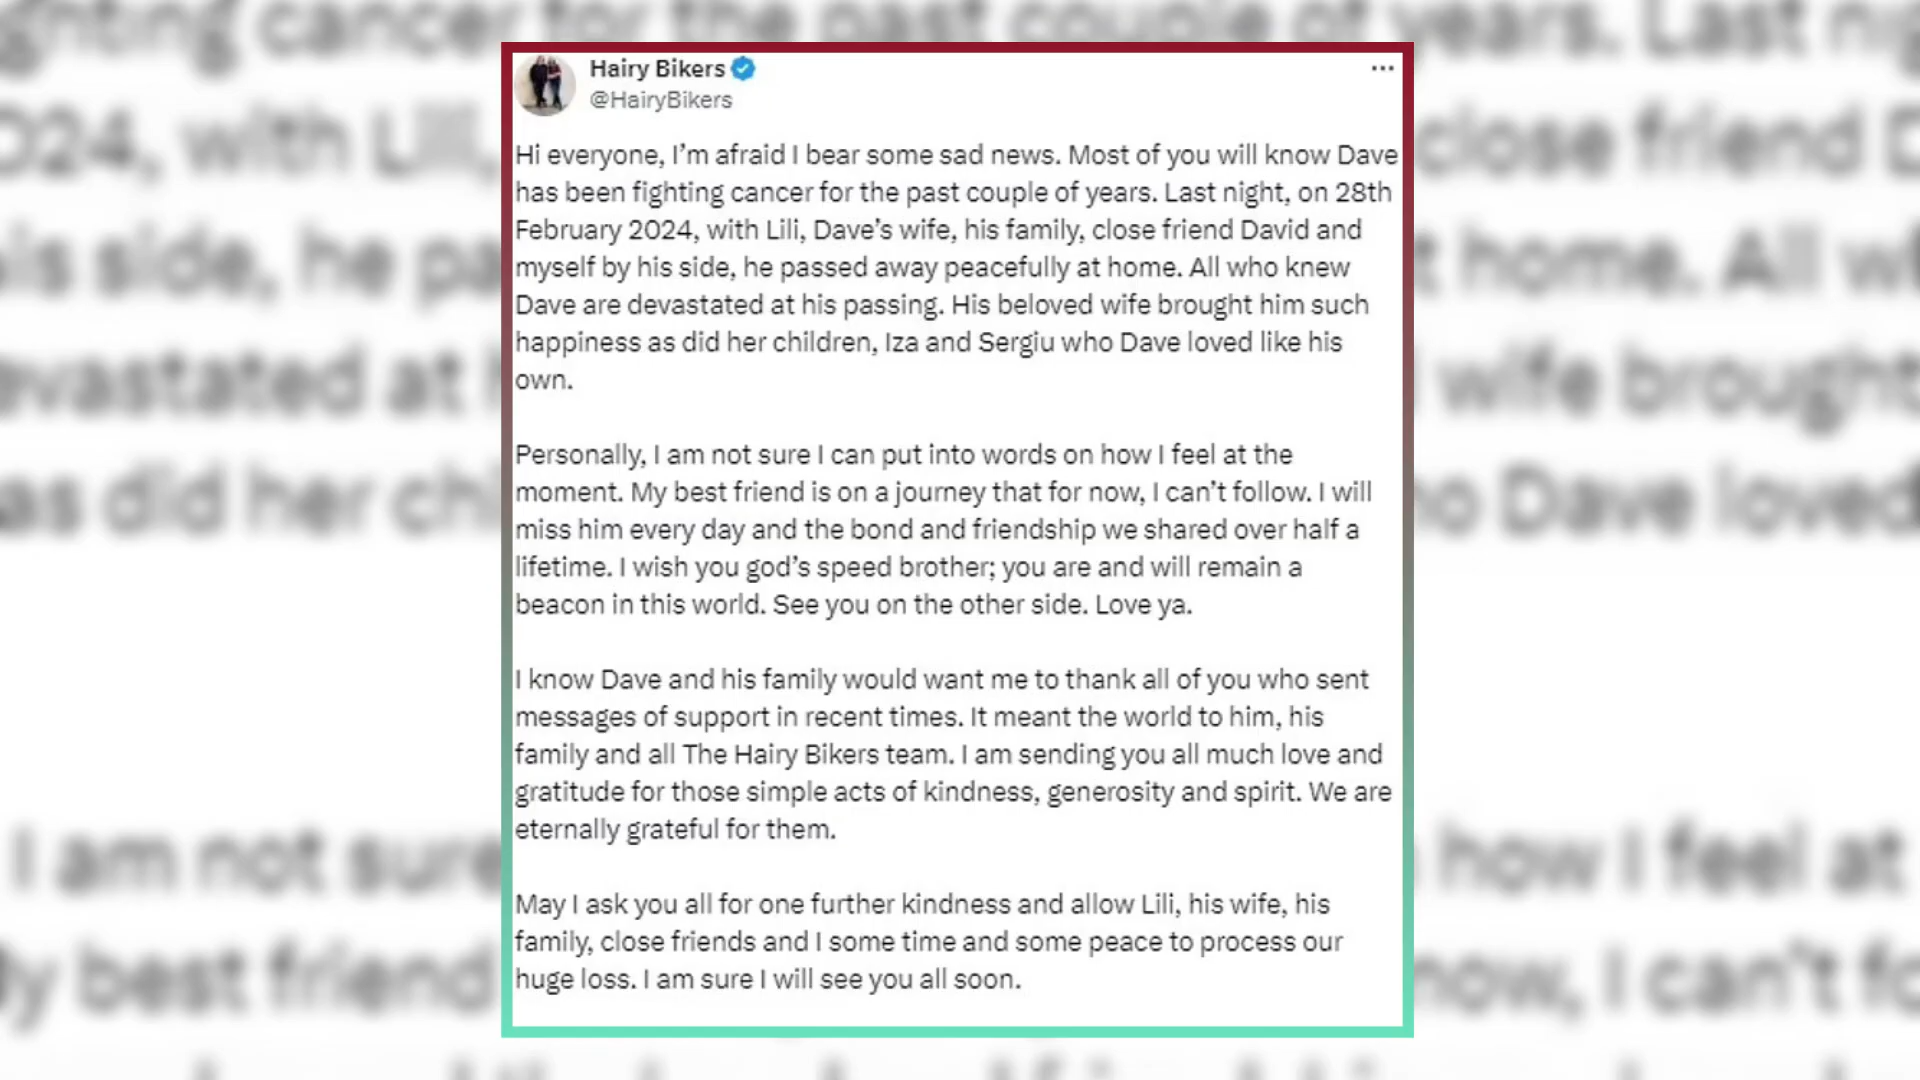 Hairy Bikers
@HairyBikers
Hi everyone, I’m afraid I bear some sad news. Most of you will know Dave
has been fighting cancer for the past couple of years. Last night, on 28th
February 2024, with Lili, Dave’s wife, his family, close friend David and
myself by his side, he passed away peacefully at home. All who knew
Dave are devastated at his passing. His beloved wife brought him such
happiness as did her children, Iza and Sergiu who Dave loved like his
own.
Personally, I am not sure I can put into words on how I feel at the
moment. My best friend is on a journey that for now, I can’t follow. I will
miss him every day and the bond and friendship we shared over half a
lifetime. I wish you god’s speed brother; you are and will remain a
beacon in this world. See you on the other side. Love ya.
I know Dave and his family would want me to thank all of you who sent
messages of support in recent times. It meant the world to him, his
family and all The Hairy Bikers team. I am sending you all much love and
gratitude for those simple acts of kindness, generosity and spirit. We are
eternally grateful for them.
May I ask you all for one further kindness and allow Lili, his wife, his
family, close friends and I some time and some peace to process our
huge loss. I am sure I will see you all soon.